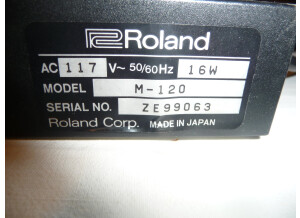 Roland
AC 117 V~ 50/60Hz 16W
MODEL M-120
SERIAL NO. ZE99063
Roland Corp. MADE IN JAPAN